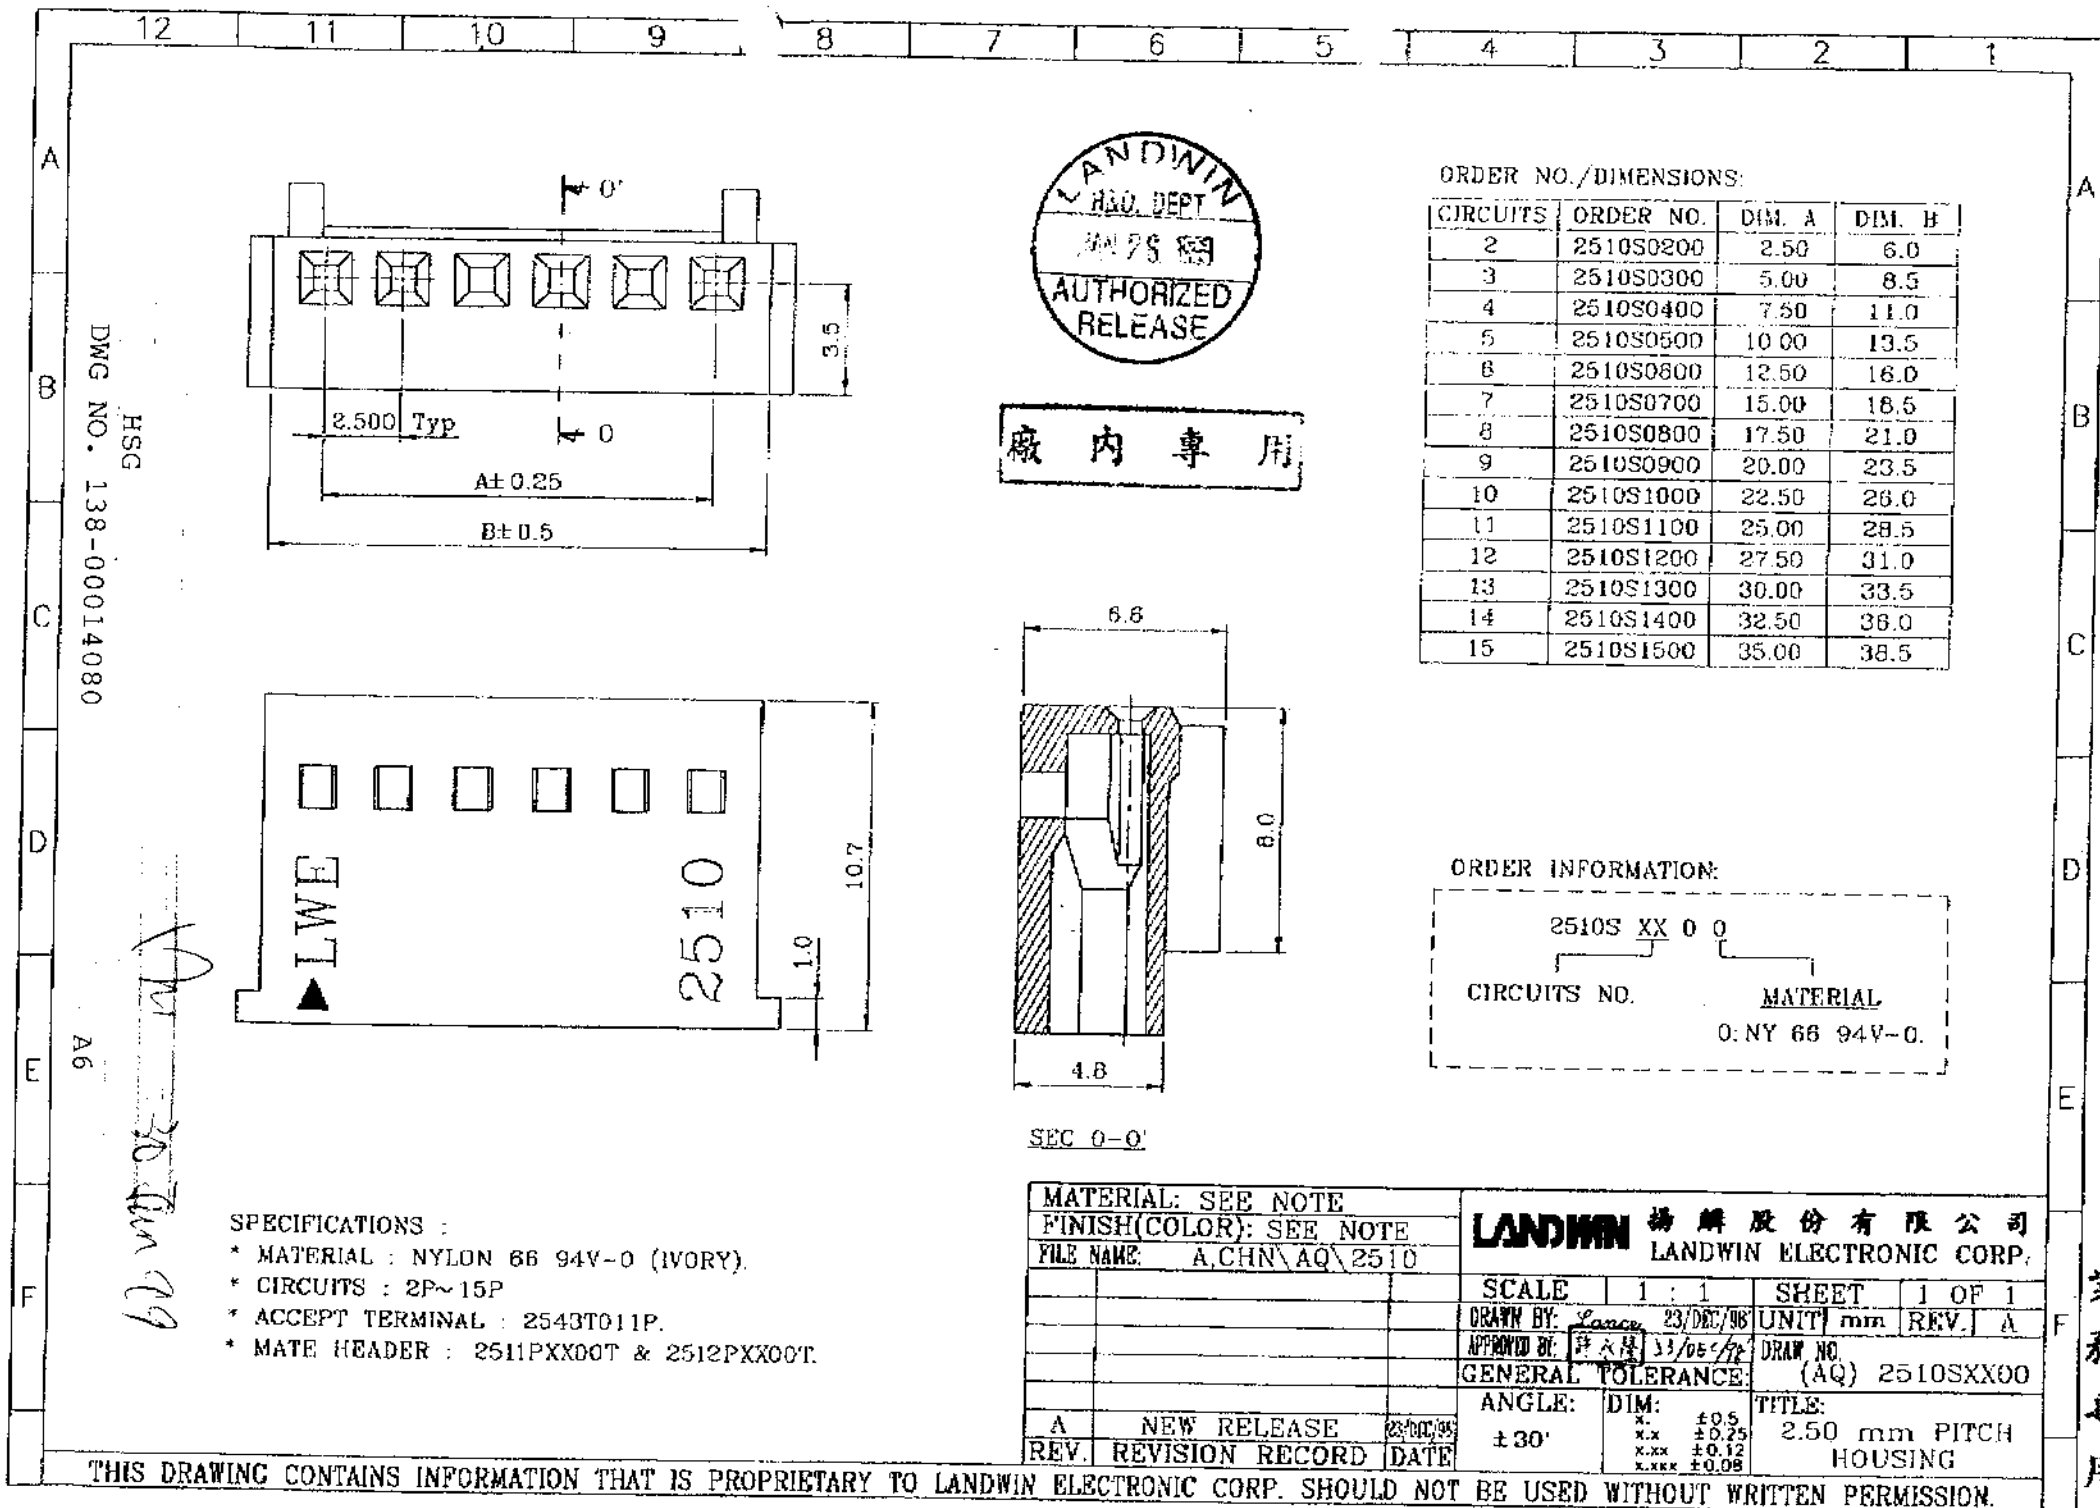 12 11 10 9 8 7 6 5 4 3 2 1
A
B
C
D
E
F
A
B
C
D
E
F
HSG
DWG NO. 138-00014080
A6
0'
3.5
2.500 Typ
0
A±0.25
B±0.5
LANDWIN
R&D. DEPT
AUTHORIZED
RELEASE
廠內專用
ORDER NO./DIMENSIONS:
CIRCUITS ORDER NO. DIM. A DIM. B
2 2510S0200 2.50 6.0
3 2510S0300 5.00 8.5
4 2510S0400 7.50 11.0
5 2510S0500 10.00 13.5
6 2510S0600 12.50 16.0
7 2510S0700 15.00 18.5
8 2510S0800 17.50 21.0
9 2510S0900 20.00 23.5
10 2510S1000 22.50 26.0
11 2510S1100 25.00 28.5
12 2510S1200 27.50 31.0
13 2510S1300 30.00 33.5
14 2510S1400 32.50 36.0
15 2510S1500 35.00 38.5
▲LWE
2510
10.7
1.0
6.6
8.0
4.8
SEC 0-0'
ORDER INFORMATION:
2510S XX 0 0
CIRCUITS NO.
MATERIAL
0: NY 66 94V-0.
SPECIFICATIONS :
* MATERIAL : NYLON 66 94V-0 (IVORY).
* CIRCUITS : 2P~15P
* ACCEPT TERMINAL : 2543T011P.
* MATE HEADER : 2511PXX00T & 2512PXX00T.
MATERIAL: SEE NOTE
FINISH(COLOR): SEE NOTE
FILE NAME: A.CHN\AQ\2510
LANDWIN 揚麟股份有限公司
LANDWIN ELECTRONIC CORP.
SCALE 1 : 1 SHEET 1 OF 1
DRAWN BY: Lance 23/DEC/98 UNIT mm REV. A
APPROVED BY:
DRAW NO.
(AQ) 2510SXX00
GENERAL TOLERANCE:
ANGLE:
±30'
DIM:
X. ±0.5
X.X ±0.25
X.XX ±0.12
X.XXX ±0.08
TITLE:
2.50 mm PITCH
HOUSING
A NEW RELEASE 23/DEC/98
REV. REVISION RECORD DATE
THIS DRAWING CONTAINS INFORMATION THAT IS PROPRIETARY TO LANDWIN ELECTRONIC CORP. SHOULD NOT BE USED WITHOUT WRITTEN PERMISSION.